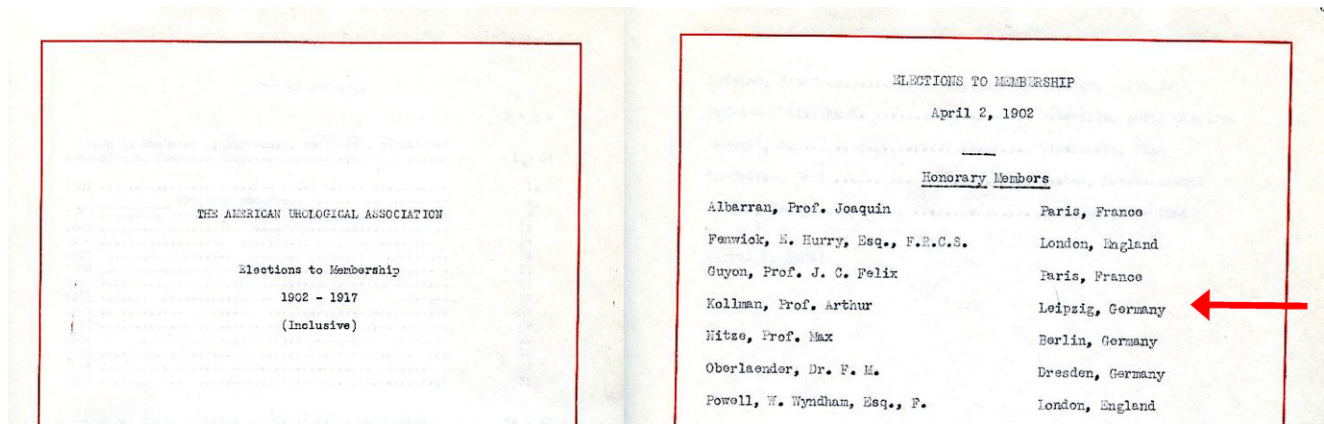 THE AMERICAN UROLOGICAL ASSOCIATION
Elections to Membership
1902 - 1917
(Inclusive)
ELECTIONS TO MEMBERSHIP
April 2, 1902
Honorary Members
Albarran, Prof. Joaquin Paris, France
Fenwick, E. Hurry, Esq., F.R.C.S. London, England
Guyon, Prof. J. C. Felix Paris, France
Kollman, Prof. Arthur Leipzig, Germany
Nitze, Prof. Max Berlin, Germany
Oberlaender, Dr. F. M. Dresden, Germany
Powell, W. Wyndham, Esq., F. London, England